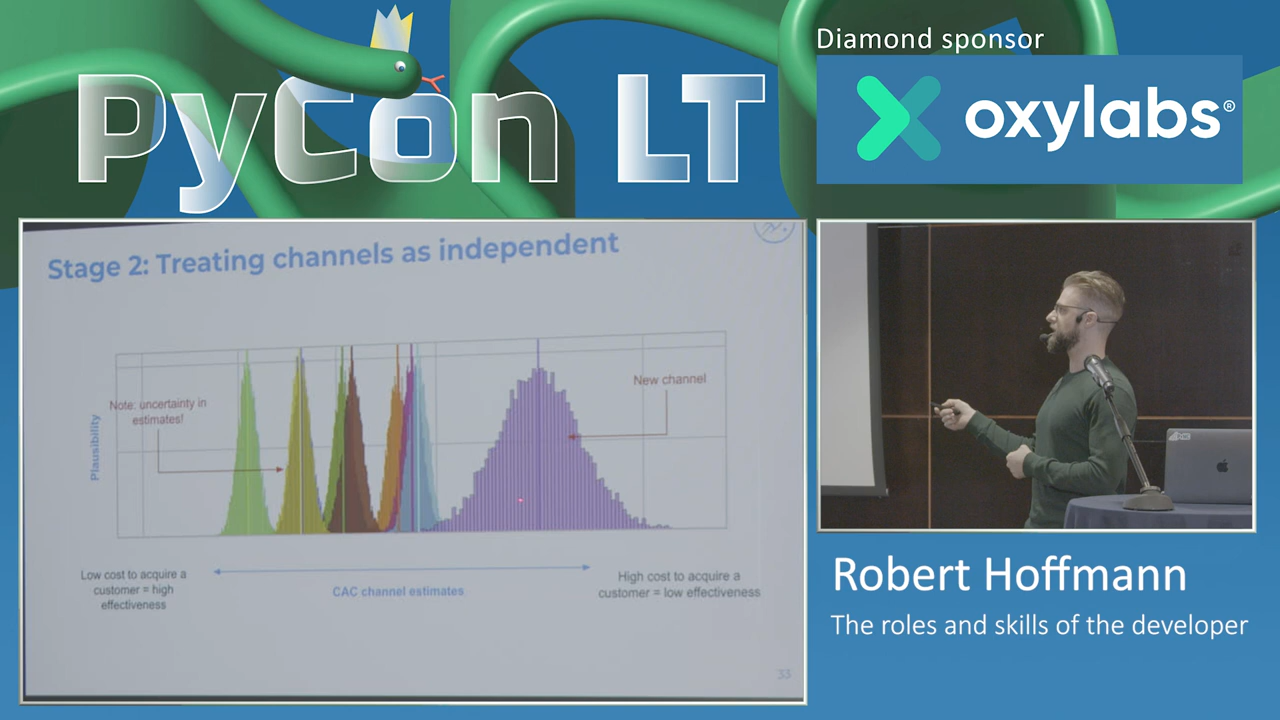 PyCon LT
Diamond sponsor
oxylabs®
Stage 2: Treating channels as independent
Note: uncertainty in
estimates!
New channel
Plausibility
Low cost to acquire a
customer = high
effectiveness
CAC channel estimates
High cost to acquire a
customer = low effectiveness
33
Robert Hoffmann
The roles and skills of the developer